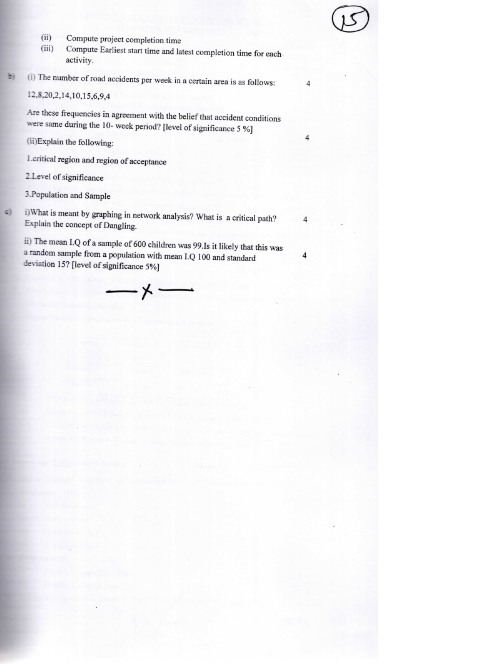 15
(ii) Compute project completion time
(iii) Compute Earliest start time and latest completion time for each
activity.
b) (i) The number of road accidents per week in a certain area is as follows: 4
12,8,20,2,14,10,15,6,9,4
Are these frequencies in agreement with the belief that accident conditions
were same during the 10- week period? [level of significance 5 %]
4
(ii)Explain the following:
1.critical region and region of acceptance
2.Level of significance
3.Population and Sample
c) i)What is meant by graphing in network analysis? What is a critical path? 4
Explain the concept of Dangling.
ii) The mean I.Q of a sample of 600 children was 99.Is it likely that this was
a random sample from a population with mean I.Q 100 and standard 4
deviation 15? [level of significance 5%]
— x —